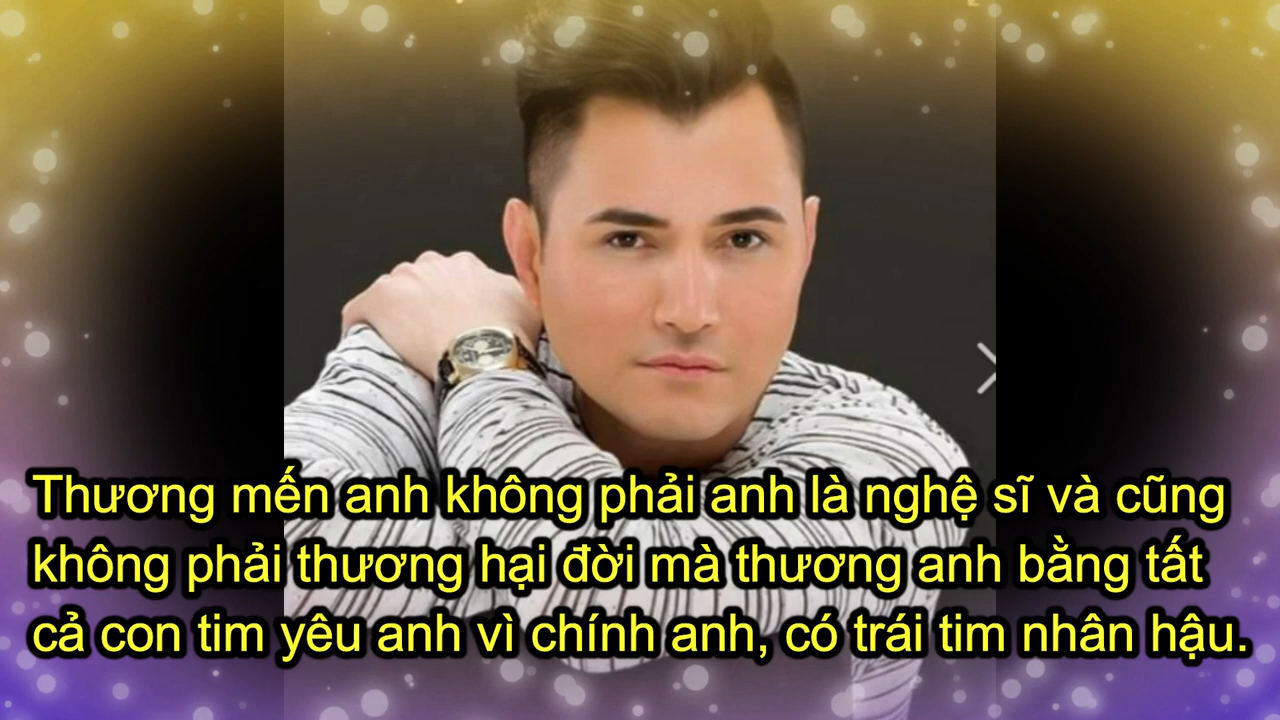 Thương mến anh không phải anh là nghệ sĩ và cũng
không phải thương hại đời mà thương anh bằng tất
cả con tim yêu anh vì chính anh, có trái tim nhân hậu.